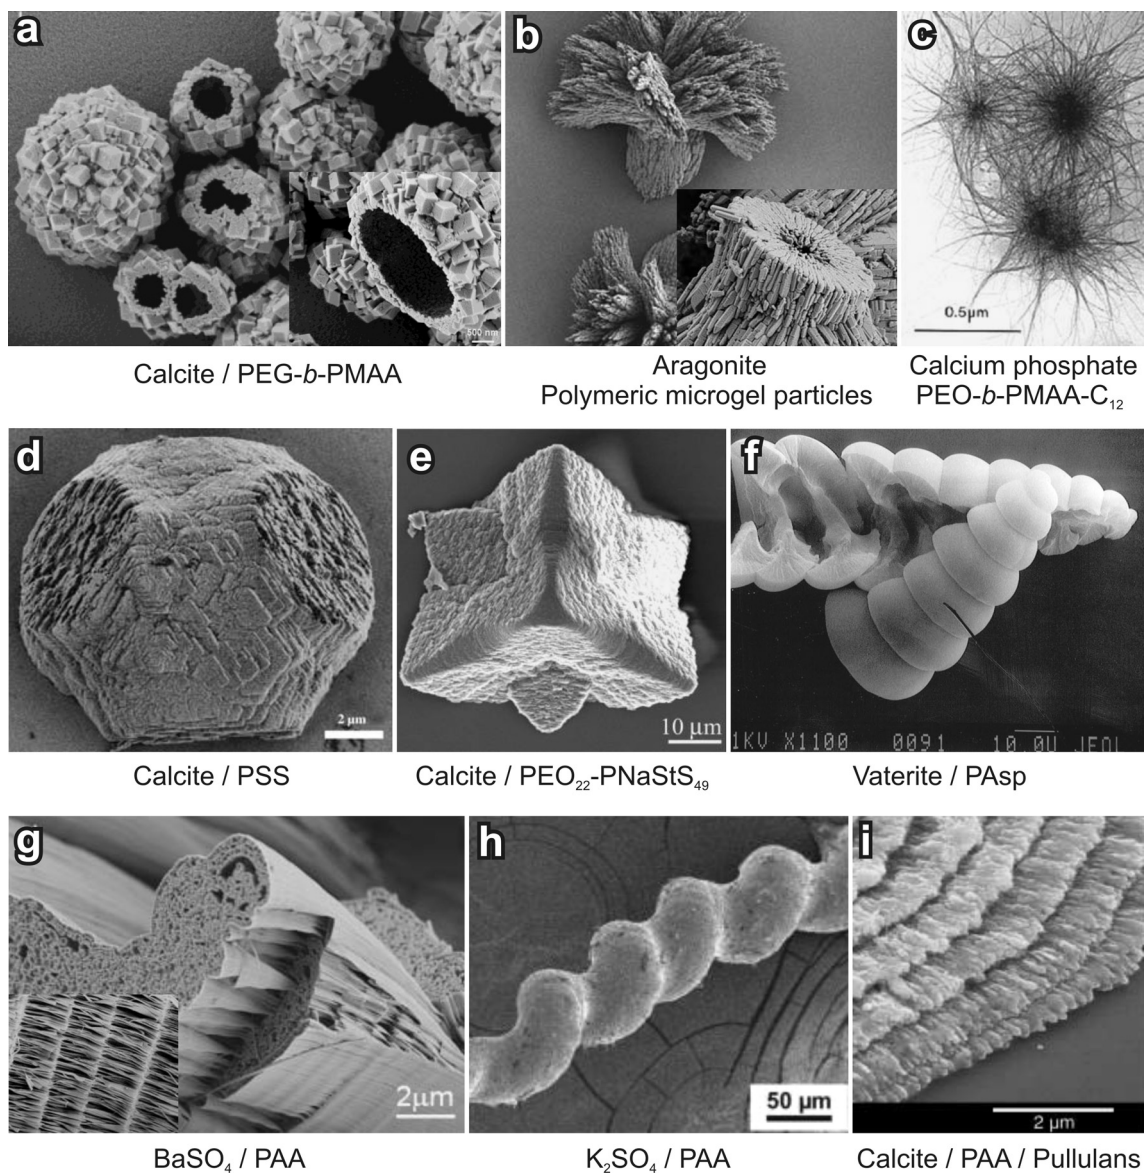 a
b
c
500 nm
0.5µm
Calcite / PEG-b-PMAA
Aragonite
Polymeric microgel particles
Calcium phosphate
PEO-b-PMAA-C₁₂
d
e
f
2 µm
10 µm
1KV X1100 0091 10.0U JEOL
Calcite / PSS
Calcite / PEO₂₂-PNaStS₄₉
Vaterite / PAsp
g
h
i
2µm
50 µm
2 µm
BaSO₄ / PAA
K₂SO₄ / PAA
Calcite / PAA / Pullulans